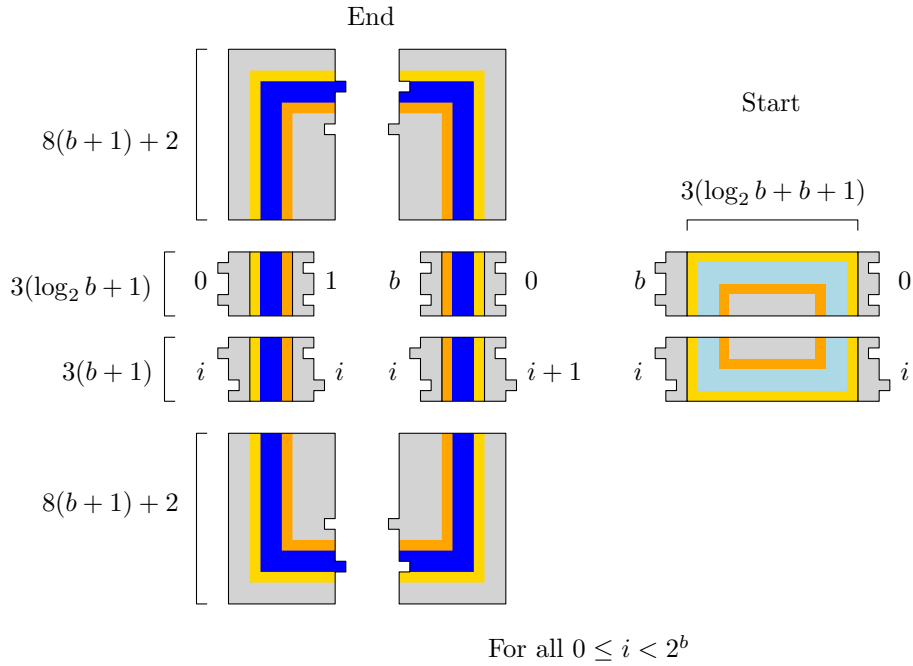 End
Start
8(b + 1) + 2
3(log₂ b + b + 1)
3(log₂ b + 1) 0 1 b 0 b 0
3(b + 1) i i i i + 1 i i
8(b + 1) + 2
For all 0 ≤ i < 2ᵇ